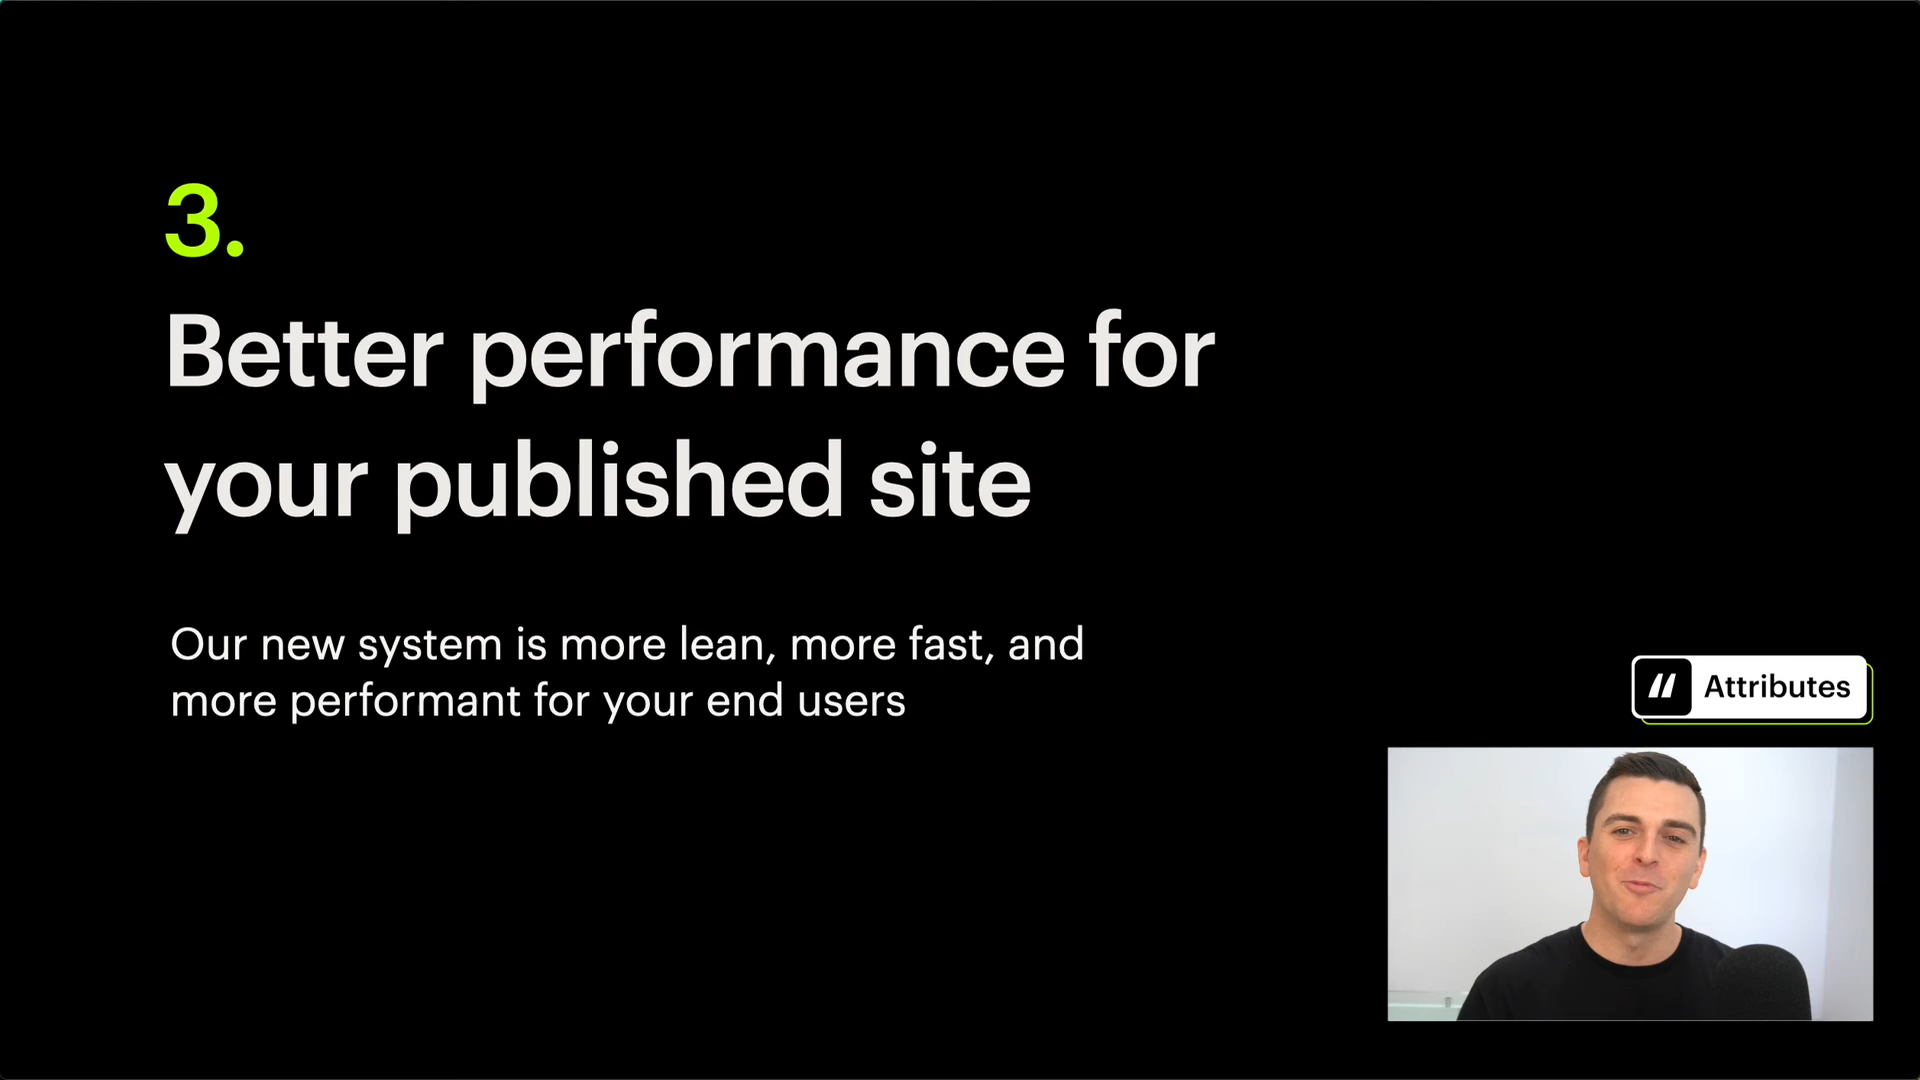 3.
Better performance for
your published site
Our new system is more lean, more fast, and
more performant for your end users
Attributes